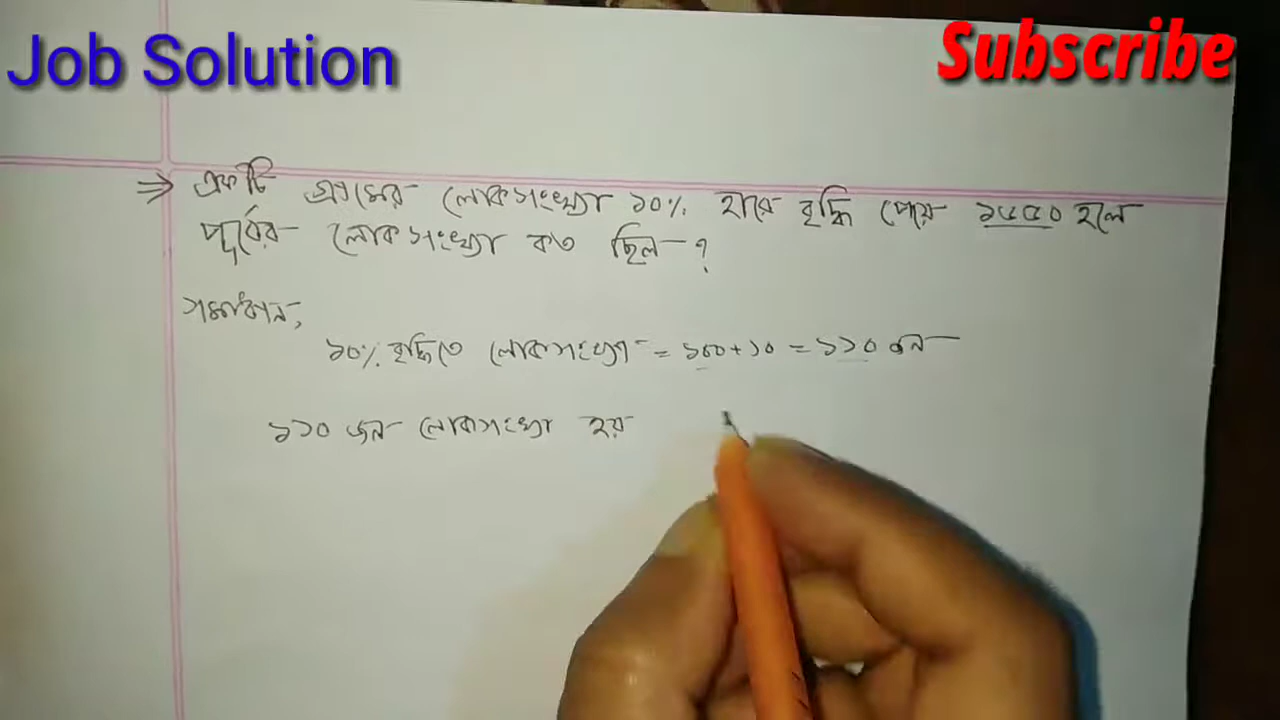 Job Solution
Subscribe
⇒ একটি গ্রামের লোকসংখ্যা ১০% হারে বৃদ্ধি পেয়ে ১৬৫০ হলে
পূর্বের লোকসংখ্যা কত ছিল ?
সমাধান,
১০% বৃদ্ধিতে লোকসংখ্যা = ১০০ + ১০ = ১১০ জন
১১০ জন লোকসংখ্যা হয়